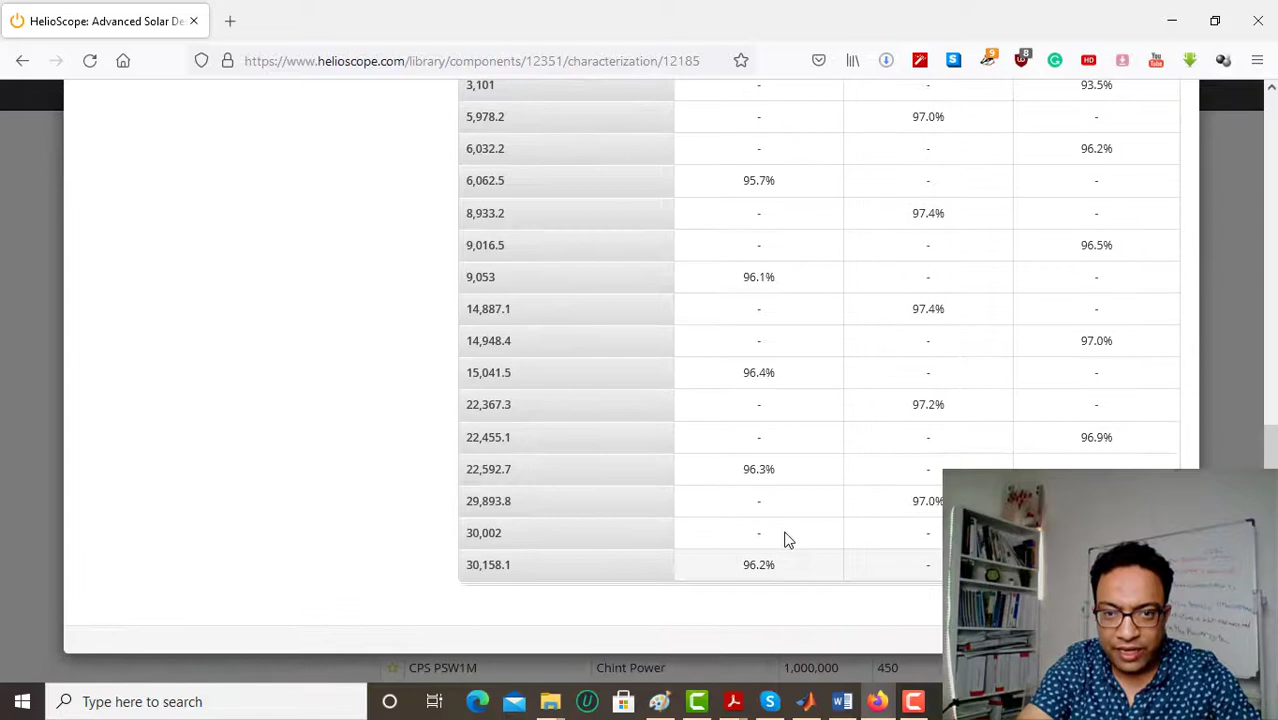 HelioScope: Advanced Solar De
https://www.helioscope.com/library/components/12351/characterization/12185
9
8
HD
You
3,101 - - 93.5%
5,978.2 - 97.0% -
6,032.2 - - 96.2%
6,062.5 95.7% - -
8,933.2 - 97.4% -
9,016.5 - - 96.5%
9,053 96.1% - -
14,887.1 - 97.4% -
14,948.4 - - 97.0%
15,041.5 96.4% - -
22,367.3 - 97.2% -
22,455.1 - - 96.9%
22,592.7 96.3% -
29,893.8 - 97.0%
30,002 - -
30,158.1 96.2% -
CPS PSW1M Chint Power 1,000,000 450
Type here to search